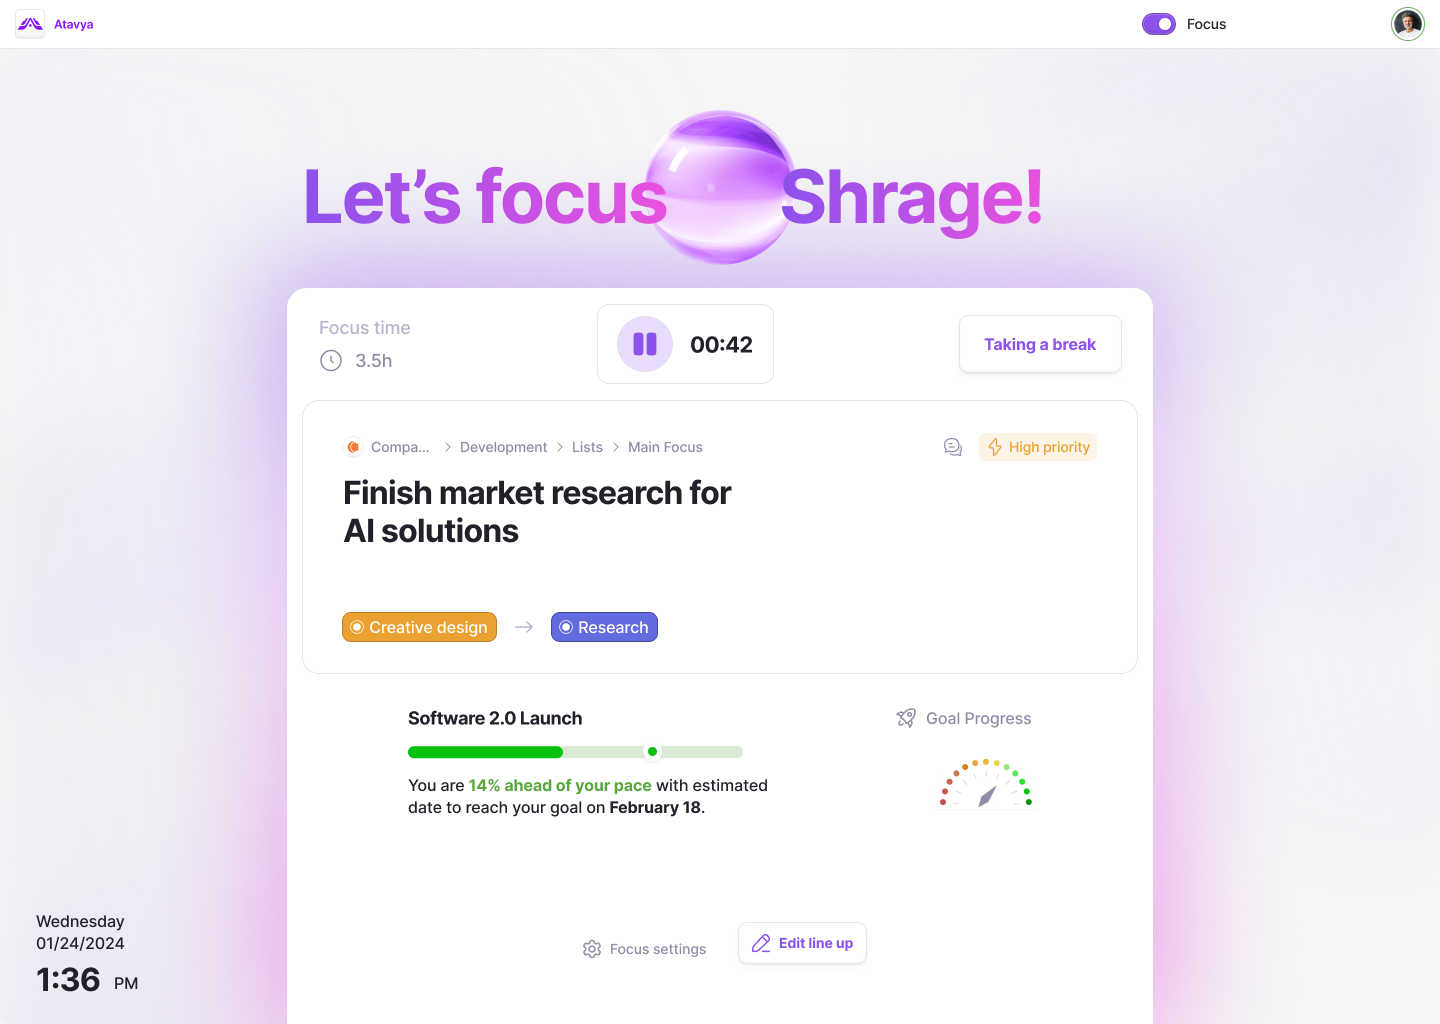 Atavya
Focus
Let’s focus Shrage!
Focus time
3.5h
00:42
Taking a break
Compa... > Development > Lists > Main Focus
High priority
Finish market research for
AI solutions
Creative design → Research
Software 2.0 Launch
Goal Progress
You are 14% ahead of your pace with estimated
date to reach your goal on February 18.
Wednesday
01/24/2024
1:36 PM
Focus settings
Edit line up